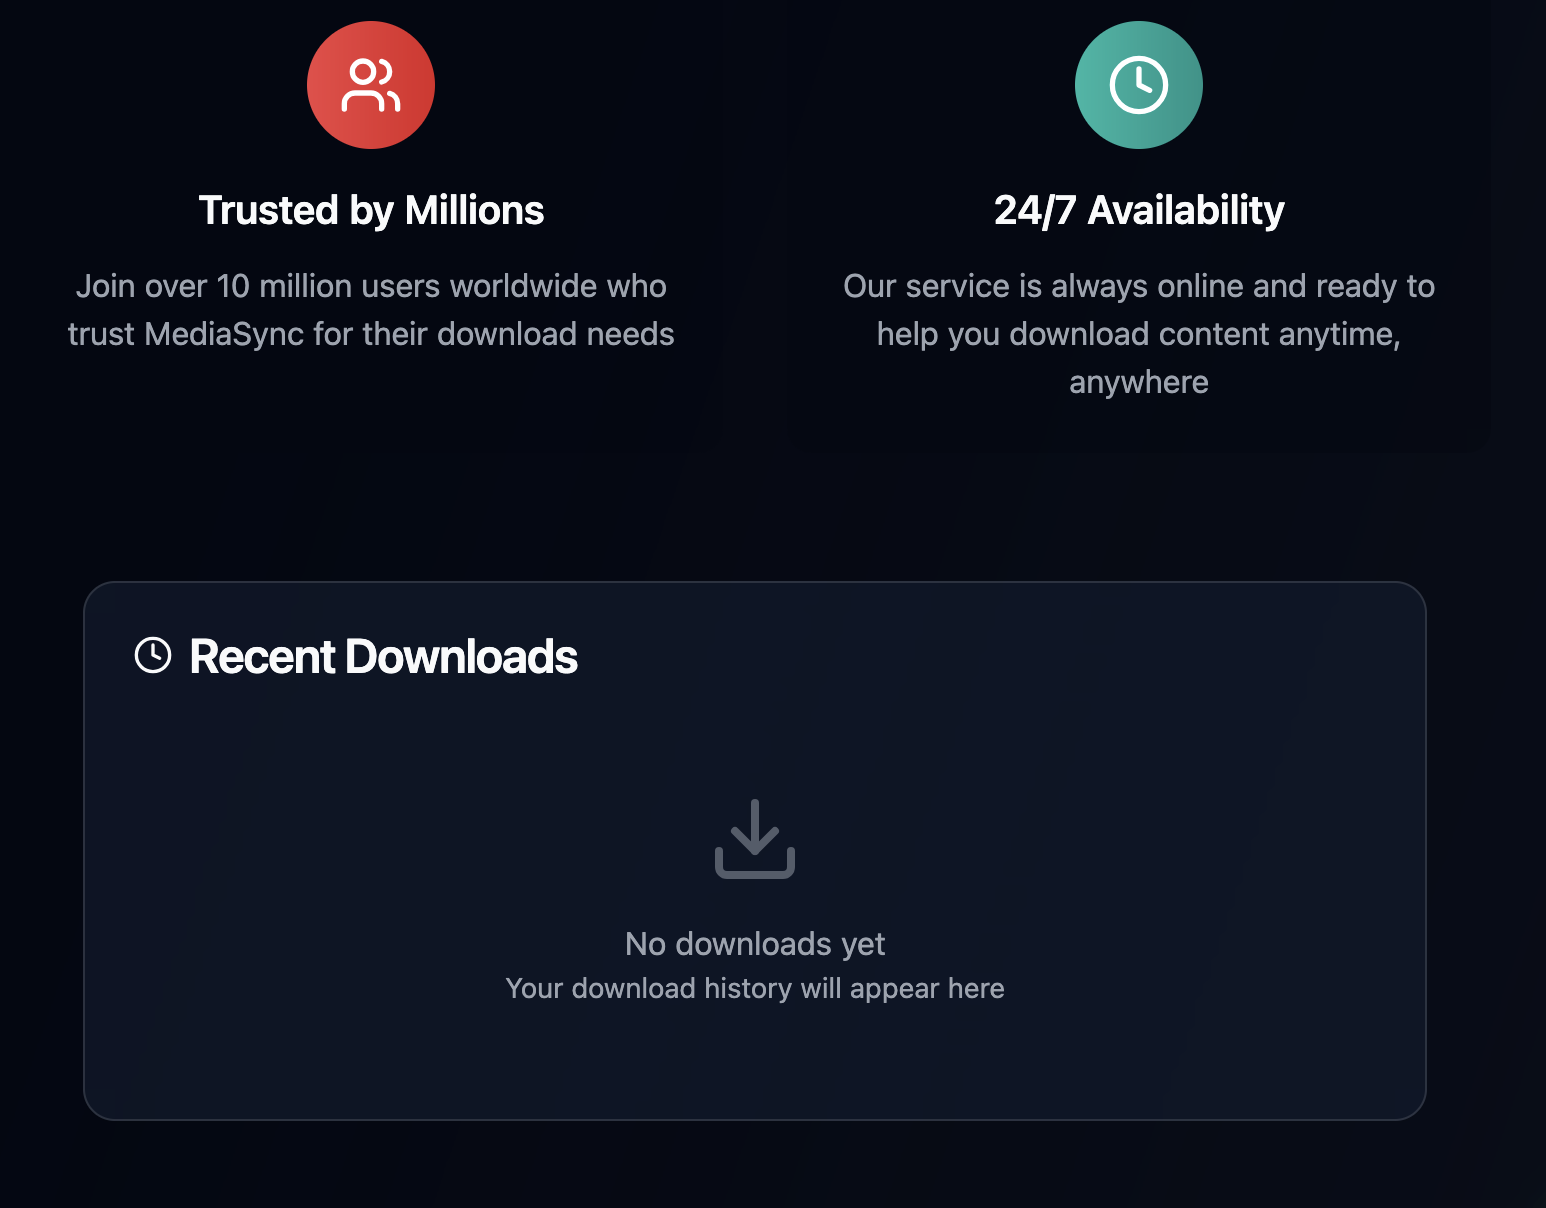 Trusted by Millions
Join over 10 million users worldwide who
trust MediaSync for their download needs
24/7 Availability
Our service is always online and ready to
help you download content anytime,
anywhere
Recent Downloads
No downloads yet
Your download history will appear here